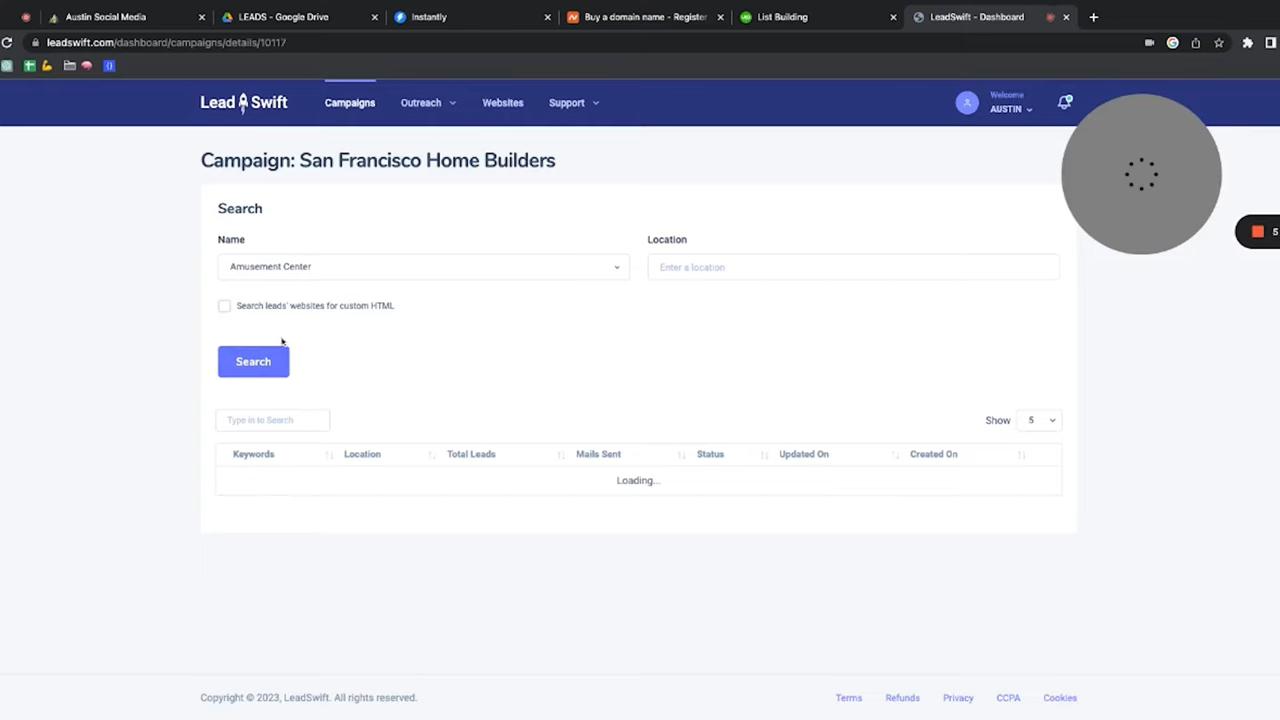 Austin Social Media
LEADS - Google Drive
Instantly
Buy a domain name - Register
List Building
LeadSwift - Dashboard
leadswift.com/dashboard/campaigns/details/10117
Lead Swift
Campaigns
Outreach
Websites
Support
Welcome
AUSTIN
Campaign: San Francisco Home Builders
Search
Name
Location
Amusement Center
Enter a location
Search leads' websites for custom HTML
Search
Type in to Search
Show 5
Keywords Location Total Leads Mails Sent Status Updated On Created On
Loading...
5
Copyright © 2023, LeadSwift. All rights reserved.
Terms Refunds Privacy CCPA Cookies